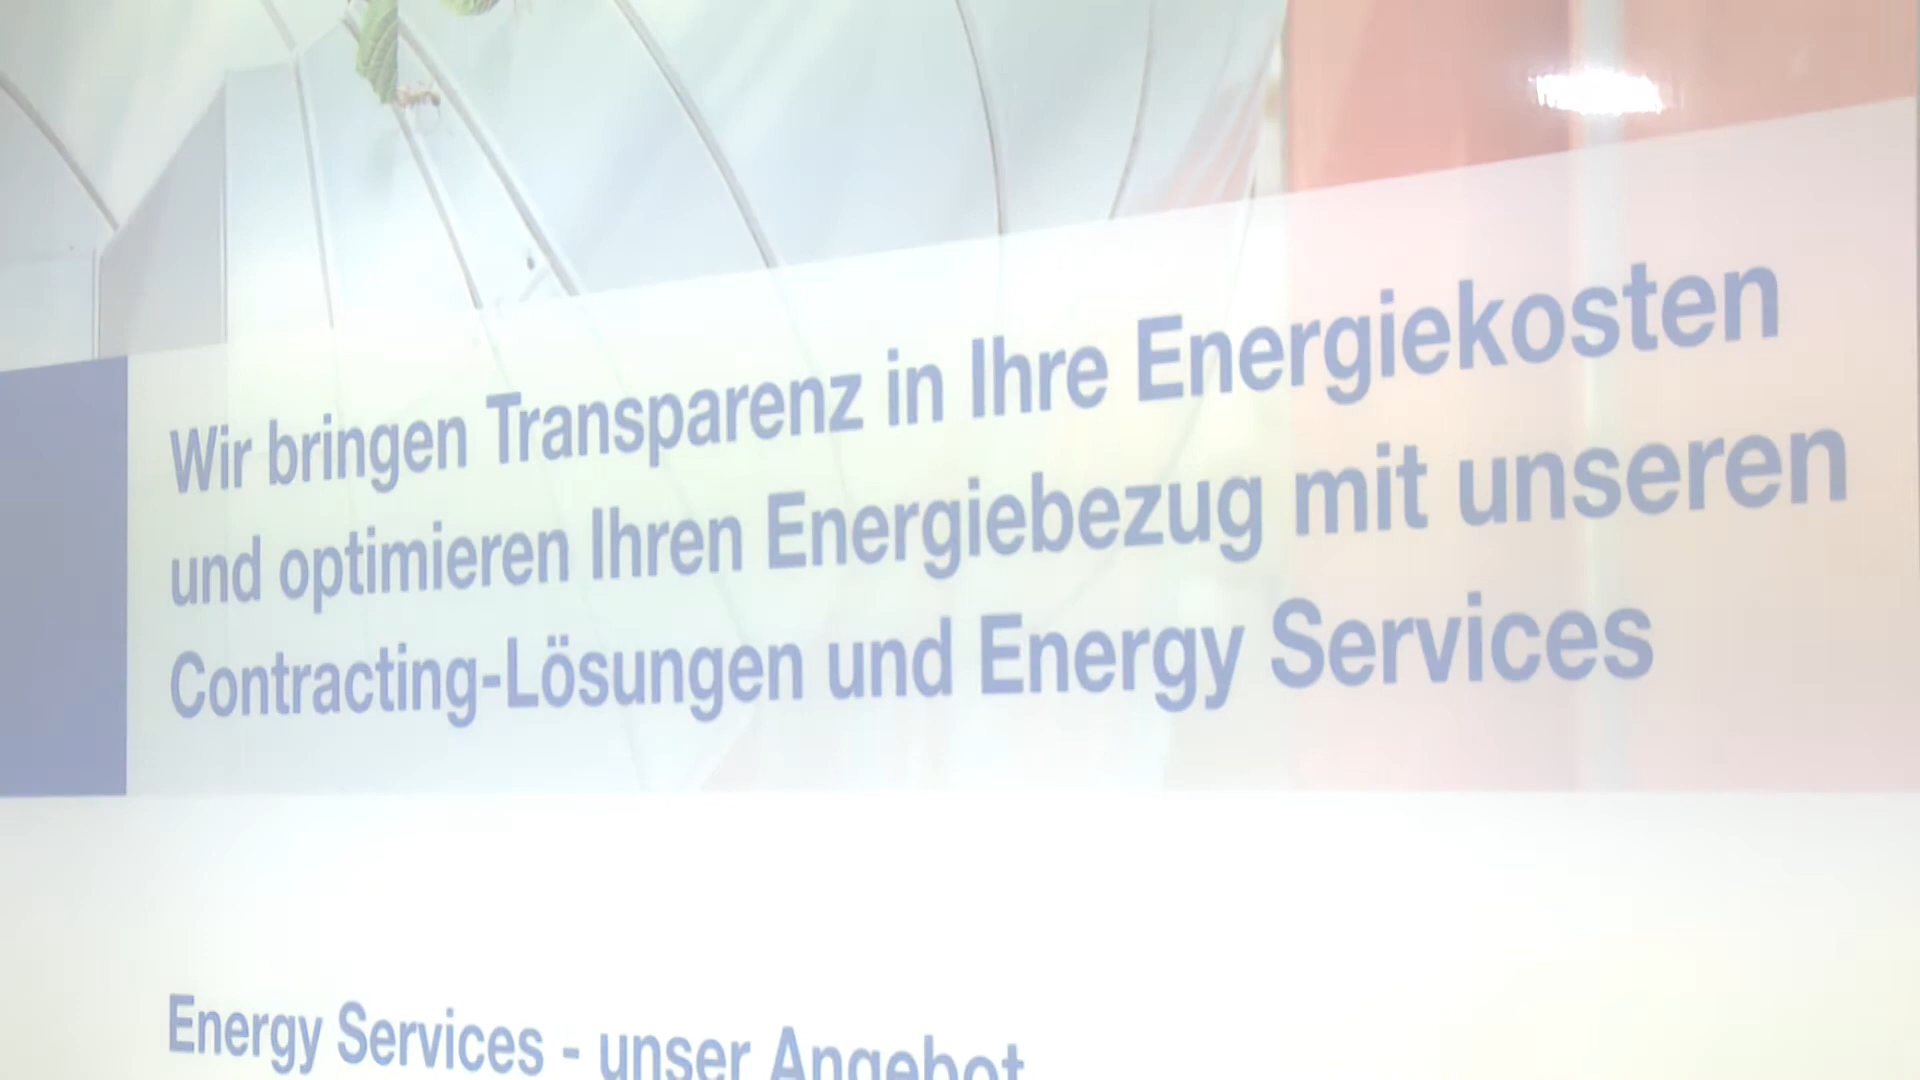 Wir bringen Transparenz in Ihre Energiekosten
und optimieren Ihren Energiebezug mit unseren
Contracting-Lösungen und Energy Services
Energy Services - unser Angebot